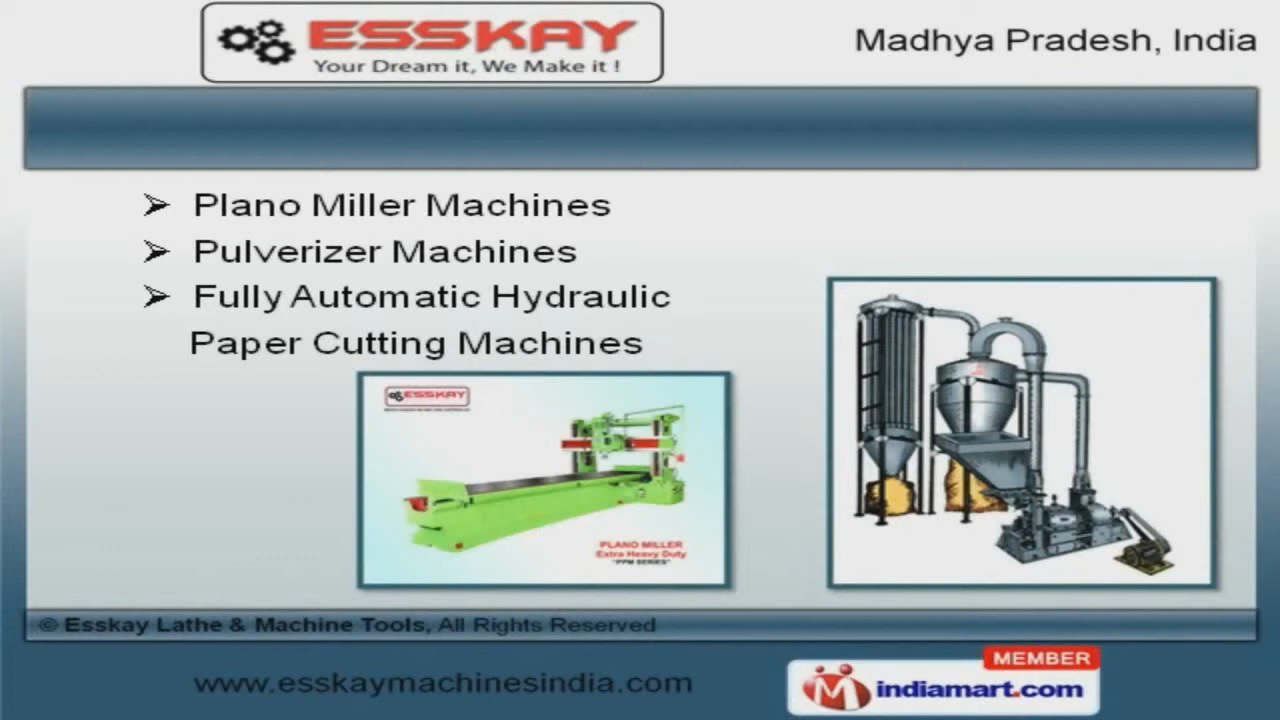 ESSKAY
Your Dream it, We Make it !
Madhya Pradesh, India
Plano Miller Machines
Pulverizer Machines
Fully Automatic Hydraulic
Paper Cutting Machines
ESSKAY
PLANO MILLER
Extra Heavy Duty
"PPM SERIES"
© Esskay Lathe & Machine Tools, All Rights Reserved
www.esskaymachinesindia.com
MEMBER
indiamart.com